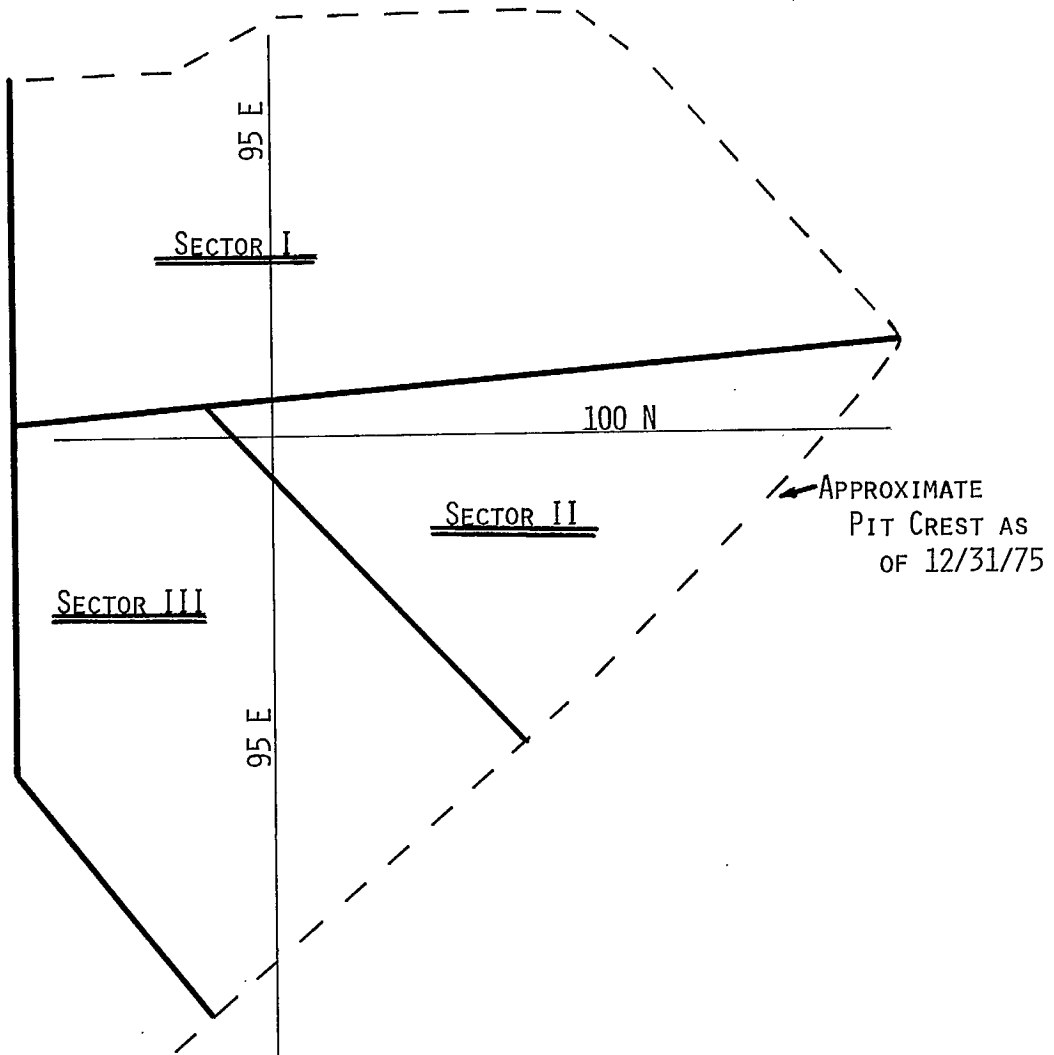 95 E
SECTOR I
100 N
SECTOR II
APPROXIMATE
PIT CREST AS
OF 12/31/75
SECTOR III
95 E